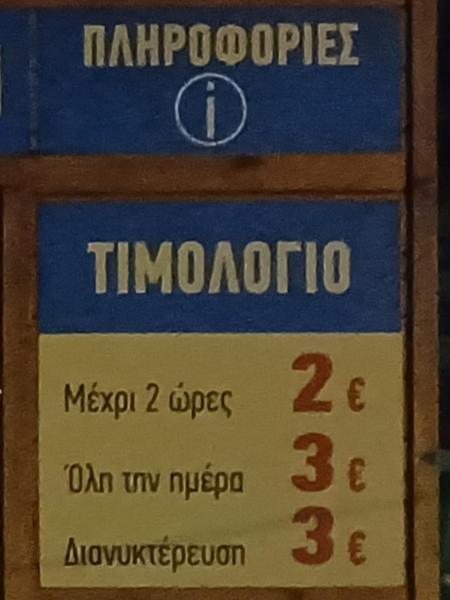 ΠΛΗΡΟΦΟΡΙΕΣ
i
ΤΙΜΟΛΟΓΙΟ
Μέχρι 2 ώρες 2 €
Όλη την ημέρα 3 €
Διανυκτέρευση 3 €